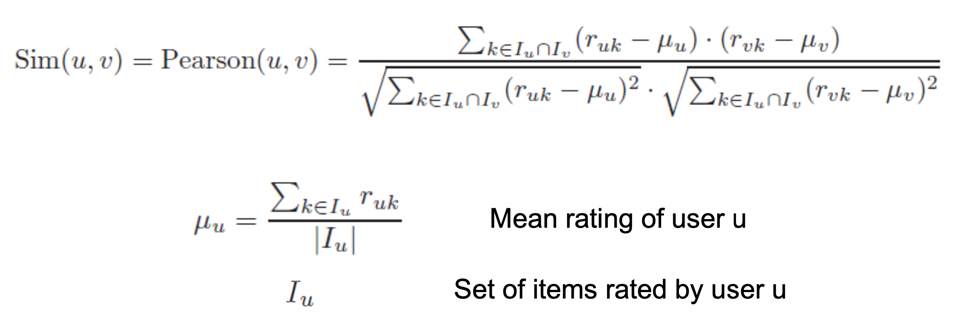 Sim(u, v) = Pearson(u, v) = \frac{\sum_{k \in I_u \cap I_v} (r_{uk} - \mu_u) \cdot (r_{vk} - \mu_v)}{\sqrt{\sum_{k \in I_u \cap I_v} (r_{uk} - \mu_u)^2} \cdot \sqrt{\sum_{k \in I_u \cap I_v} (r_{vk} - \mu_v)^2}}
\mu_u = \frac{\sum_{k \in I_u} r_{uk}}{|I_u|} Mean rating of user u
I_u Set of items rated by user u